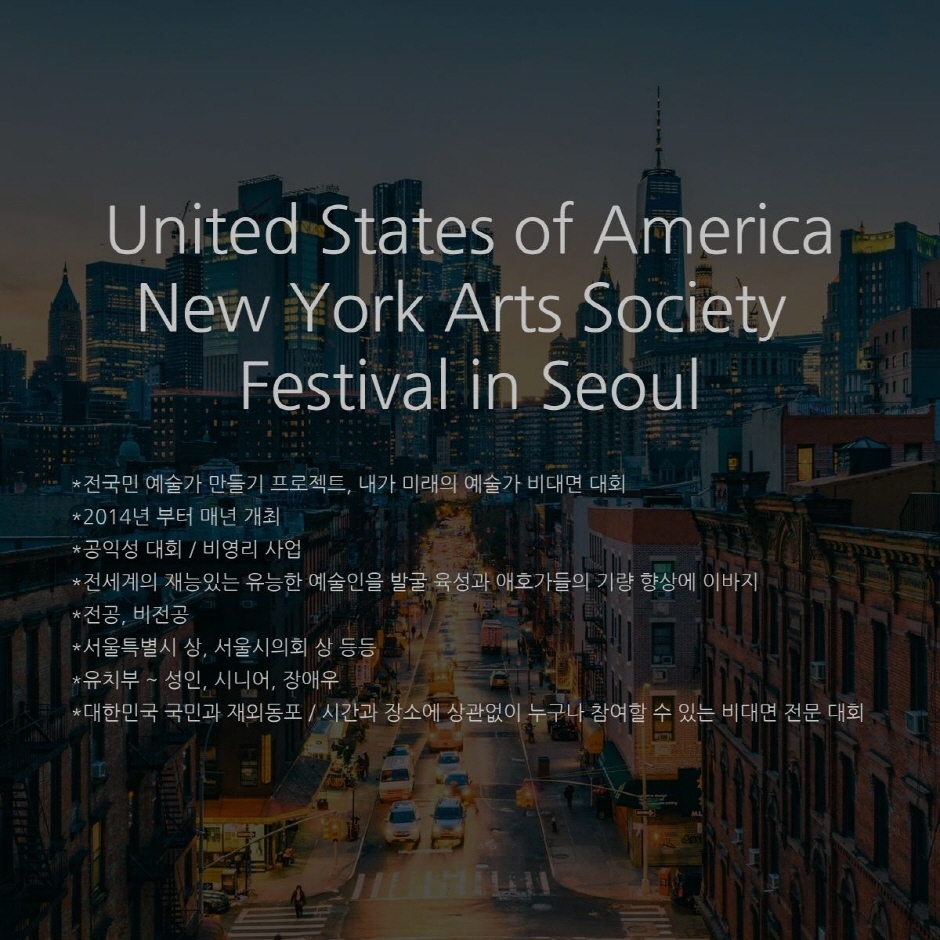 United States of America
New York Arts Society
Festival in Seoul
*전국민 예술가 만들기 프로젝트, 내가 미래의 예술가 비대면 대회
*2014년 부터 매년 개최
*공익성 대회 / 비영리 사업
*전세계의 재능있는 유능한 예술인을 발굴 육성과 애호가들의 기량 향상에 이바지
*전공, 비전공
*서울특별시 상, 서울시의회 상 등등
*유치부 ~ 성인, 시니어, 장애우
*대한민국 국민과 재외동포 / 시간과 장소에 상관없이 누구나 참여할 수 있는 비대면 전문 대회